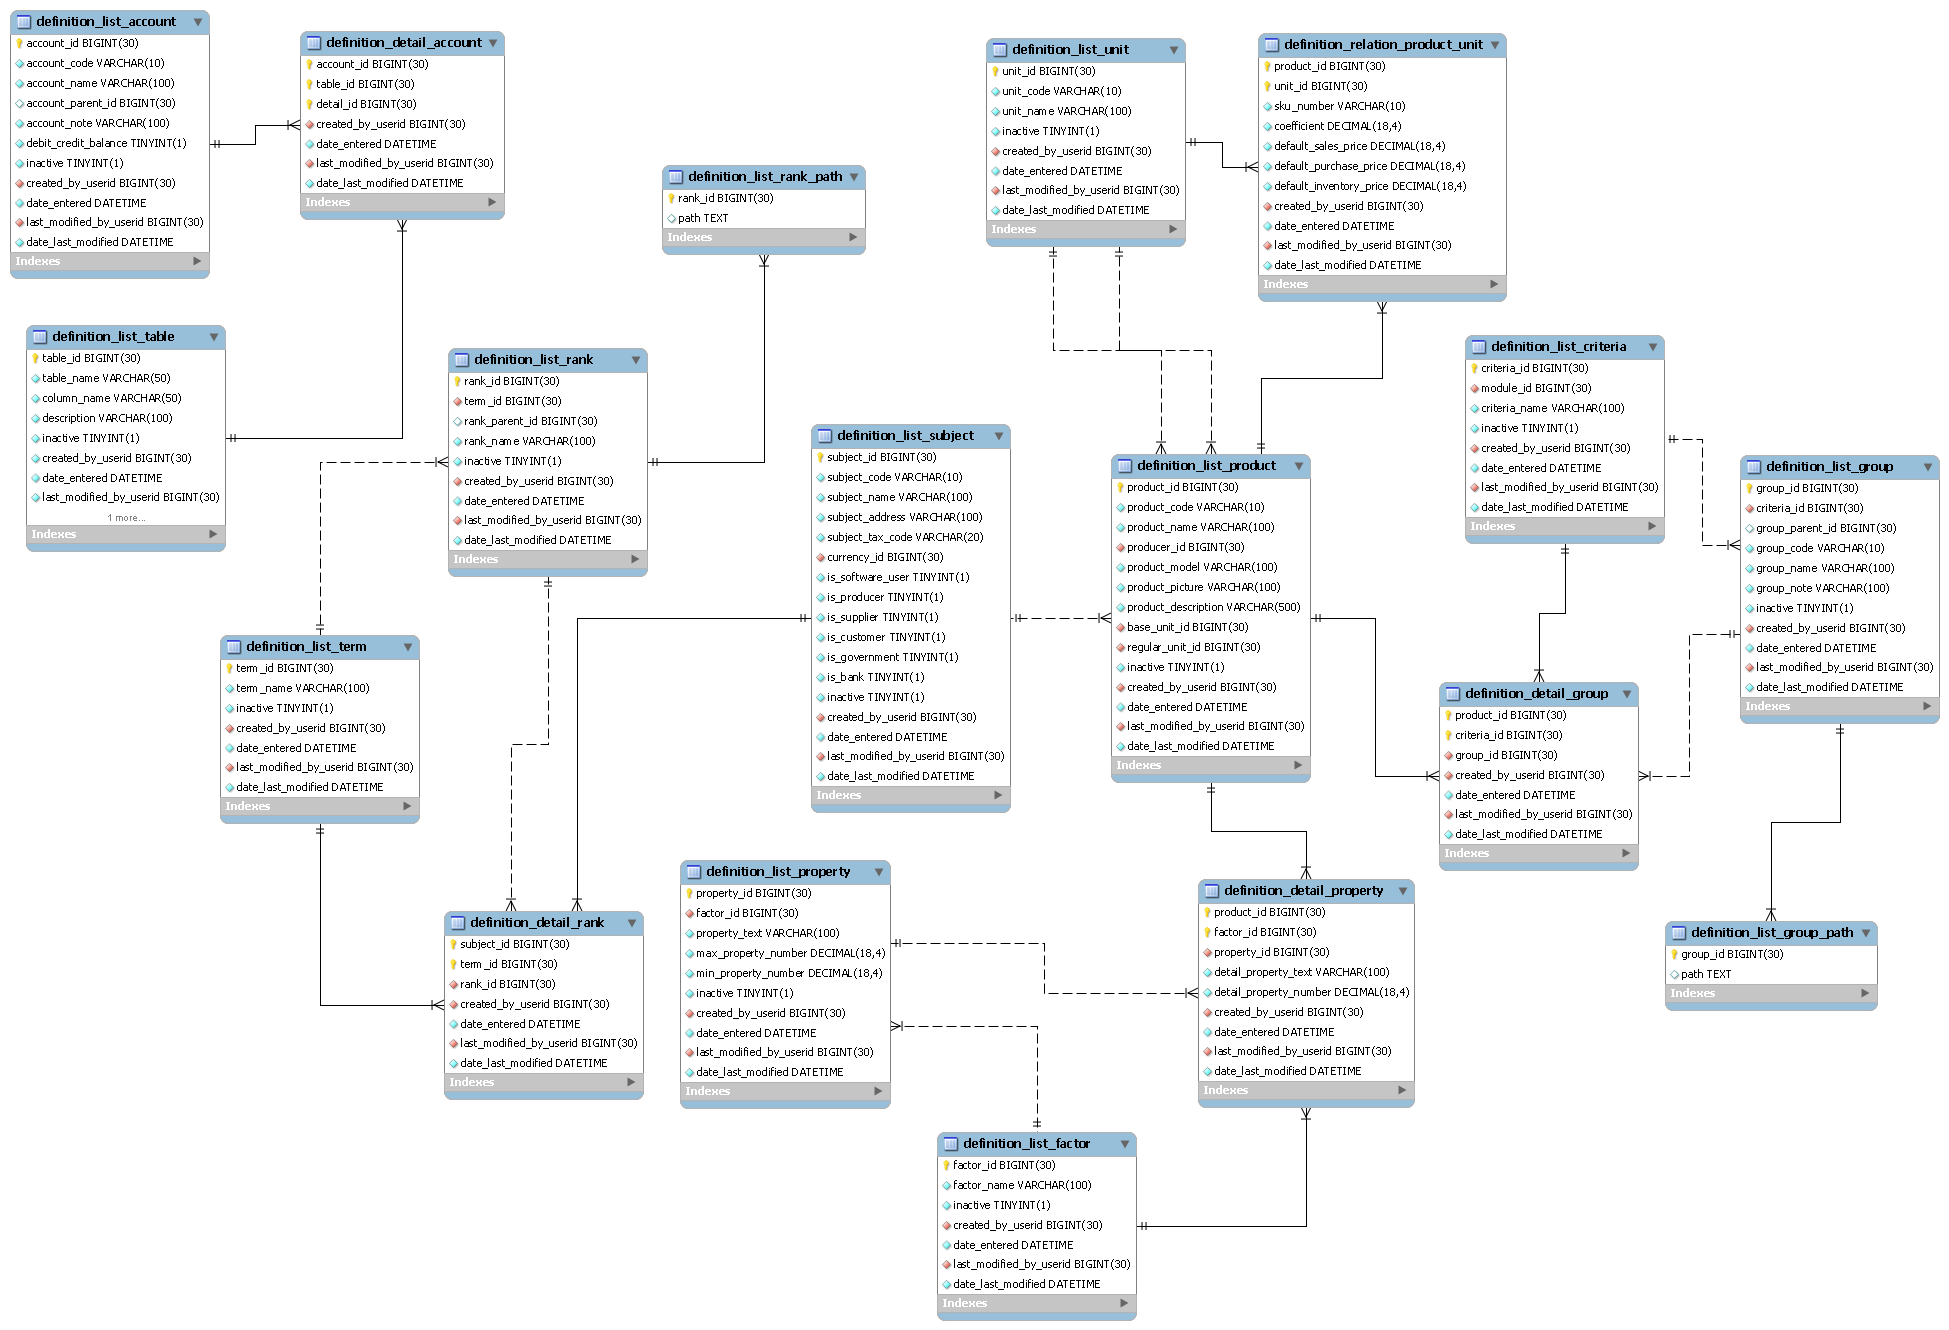 definition_list_account
account_id BIGINT(30)
account_code VARCHAR(10)
account_name VARCHAR(100)
account_parent_id BIGINT(30)
account_note VARCHAR(100)
debit_credit_balance TINYINT(1)
inactive TINYINT(1)
created_by_userid BIGINT(30)
date_entered DATETIME
last_modified_by_userid BIGINT(30)
date_last_modified DATETIME
Indexes
definition_detail_account
account_id BIGINT(30)
table_id BIGINT(30)
detail_id BIGINT(30)
created_by_userid BIGINT(30)
date_entered DATETIME
last_modified_by_userid BIGINT(30)
date_last_modified DATETIME
Indexes
definition_list_rank_path
rank_id BIGINT(30)
path TEXT
Indexes
definition_list_unit
unit_id BIGINT(30)
unit_code VARCHAR(10)
unit_name VARCHAR(100)
inactive TINYINT(1)
created_by_userid BIGINT(30)
date_entered DATETIME
last_modified_by_userid BIGINT(30)
date_last_modified DATETIME
Indexes
definition_relation_product_unit
product_id BIGINT(30)
unit_id BIGINT(30)
sku_number VARCHAR(10)
coefficient DECIMAL(18,4)
default_sales_price DECIMAL(18,4)
default_purchase_price DECIMAL(18,4)
default_inventory_price DECIMAL(18,4)
created_by_userid BIGINT(30)
date_entered DATETIME
last_modified_by_userid BIGINT(30)
date_last_modified DATETIME
Indexes
definition_list_table
table_id BIGINT(30)
table_name VARCHAR(50)
column_name VARCHAR(50)
description VARCHAR(100)
inactive TINYINT(1)
created_by_userid BIGINT(30)
date_entered DATETIME
last_modified_by_userid BIGINT(30)
1 more...
Indexes
definition_list_rank
rank_id BIGINT(30)
term_id BIGINT(30)
rank_parent_id BIGINT(30)
rank_name VARCHAR(100)
inactive TINYINT(1)
created_by_userid BIGINT(30)
date_entered DATETIME
last_modified_by_userid BIGINT(30)
date_last_modified DATETIME
Indexes
definition_list_subject
subject_id BIGINT(30)
subject_code VARCHAR(10)
subject_name VARCHAR(100)
subject_address VARCHAR(100)
subject_tax_code VARCHAR(20)
currency_id BIGINT(30)
is_software_user TINYINT(1)
is_producer TINYINT(1)
is_supplier TINYINT(1)
is_customer TINYINT(1)
is_government TINYINT(1)
is_bank TINYINT(1)
inactive TINYINT(1)
created_by_userid BIGINT(30)
date_entered DATETIME
last_modified_by_userid BIGINT(30)
date_last_modified DATETIME
Indexes
definition_list_product
product_id BIGINT(30)
product_code VARCHAR(10)
product_name VARCHAR(100)
producer_id BIGINT(30)
product_model VARCHAR(100)
product_picture VARCHAR(100)
product_description VARCHAR(500)
base_unit_id BIGINT(30)
regular_unit_id BIGINT(30)
inactive TINYINT(1)
created_by_userid BIGINT(30)
date_entered DATETIME
last_modified_by_userid BIGINT(30)
date_last_modified DATETIME
Indexes
definition_list_criteria
criteria_id BIGINT(30)
module_id BIGINT(30)
criteria_name VARCHAR(100)
inactive TINYINT(1)
created_by_userid BIGINT(30)
date_entered DATETIME
last_modified_by_userid BIGINT(30)
date_last_modified DATETIME
Indexes
definition_list_group
group_id BIGINT(30)
criteria_id BIGINT(30)
group_parent_id BIGINT(30)
group_code VARCHAR(10)
group_name VARCHAR(100)
group_note VARCHAR(100)
inactive TINYINT(1)
created_by_userid BIGINT(30)
date_entered DATETIME
last_modified_by_userid BIGINT(30)
date_last_modified DATETIME
Indexes
definition_list_term
term_id BIGINT(30)
term_name VARCHAR(100)
inactive TINYINT(1)
created_by_userid BIGINT(30)
date_entered DATETIME
last_modified_by_userid BIGINT(30)
date_last_modified DATETIME
Indexes
definition_detail_group
product_id BIGINT(30)
criteria_id BIGINT(30)
group_id BIGINT(30)
created_by_userid BIGINT(30)
date_entered DATETIME
last_modified_by_userid BIGINT(30)
date_last_modified DATETIME
Indexes
definition_detail_rank
subject_id BIGINT(30)
term_id BIGINT(30)
rank_id BIGINT(30)
created_by_userid BIGINT(30)
date_entered DATETIME
last_modified_by_userid BIGINT(30)
date_last_modified DATETIME
Indexes
definition_list_property
property_id BIGINT(30)
factor_id BIGINT(30)
property_text VARCHAR(100)
max_property_number DECIMAL(18,4)
min_property_number DECIMAL(18,4)
inactive TINYINT(1)
created_by_userid BIGINT(30)
date_entered DATETIME
last_modified_by_userid BIGINT(30)
date_last_modified DATETIME
Indexes
definition_detail_property
product_id BIGINT(30)
factor_id BIGINT(30)
property_id BIGINT(30)
detail_property_text VARCHAR(100)
detail_property_number DECIMAL(18,4)
created_by_userid BIGINT(30)
date_entered DATETIME
last_modified_by_userid BIGINT(30)
date_last_modified DATETIME
Indexes
definition_list_group_path
group_id BIGINT(30)
path TEXT
Indexes
definition_list_factor
factor_id BIGINT(30)
factor_name VARCHAR(100)
inactive TINYINT(1)
created_by_userid BIGINT(30)
date_entered DATETIME
last_modified_by_userid BIGINT(30)
date_last_modified DATETIME
Indexes